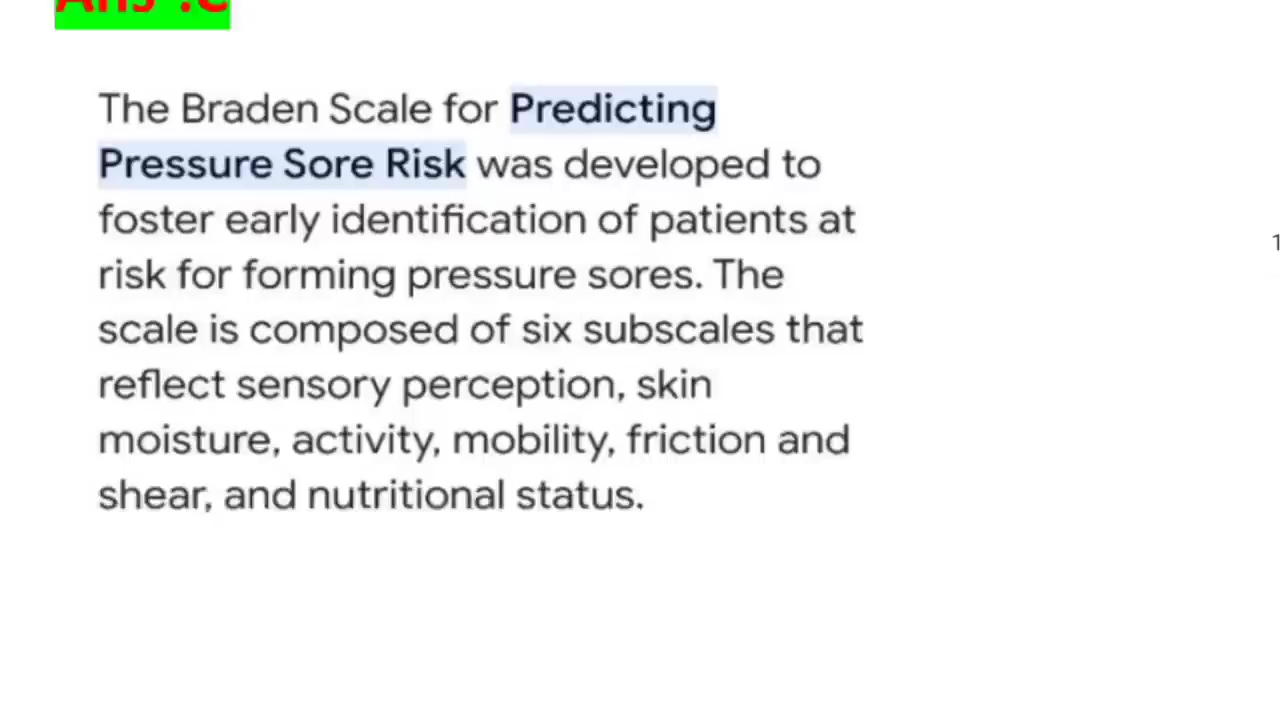 The Braden Scale for Predicting
Pressure Sore Risk was developed to
foster early identification of patients at
risk for forming pressure sores. The
scale is composed of six subscales that
reflect sensory perception, skin
moisture, activity, mobility, friction and
shear, and nutritional status.
1